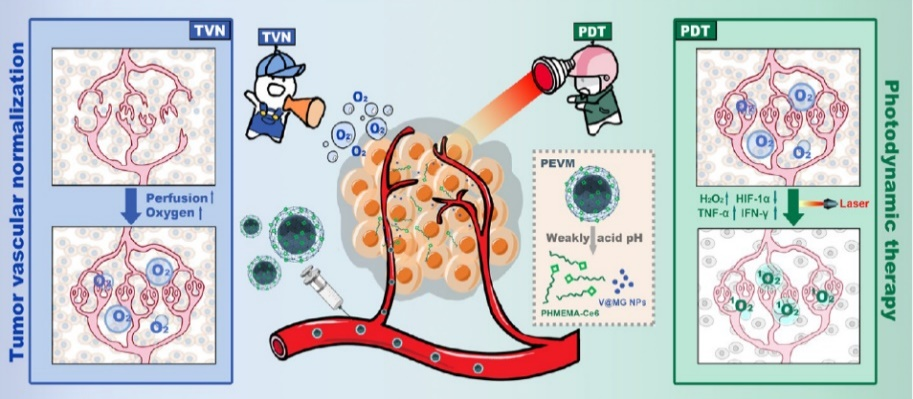 Tumor vascular normalization
TVN
Perfusion↑
Oxygen↑
O₂
O₂
O₂
O₂
TVN
O₂
O₂
O₂
O₂
PDT
PEVM
Weakly acid pH
PHMEMA-Ce6
V@MG NPs
PDT
O₂
O₂
O₂
O₂
H₂O₂↑ HIF-1α↓
TNF-α↑ IFN-γ↑
Laser
¹O₂
¹O₂
¹O₂
¹O₂
Photodynamic therapy